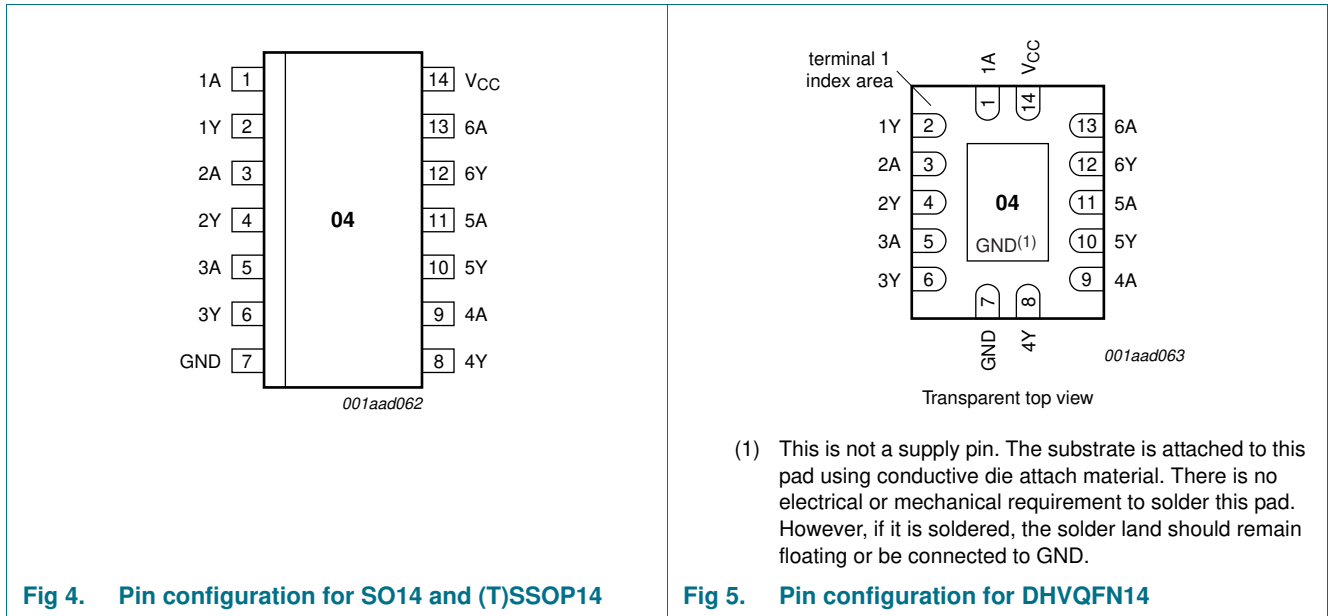 1A 1 14 VCC
1Y 2 13 6A
2A 3 12 6Y
2Y 4 04 11 5A
3A 5 10 5Y
3Y 6 9 4A
GND 7 8 4Y
001aad062
Fig 4. Pin configuration for SO14 and (T)SSOP14
terminal 1
index area
1A VCC
1 14
1Y 2 13 6A
2A 3 12 6Y
2Y 4 04 11 5A
3A 5 GND(1) 10 5Y
3Y 6 9 4A
7 8
GND 4Y
001aad063
Transparent top view
(1) This is not a supply pin. The substrate is attached to this
pad using conductive die attach material. There is no
electrical or mechanical requirement to solder this pad.
However, if it is soldered, the solder land should remain
floating or be connected to GND.
Fig 5. Pin configuration for DHVQFN14